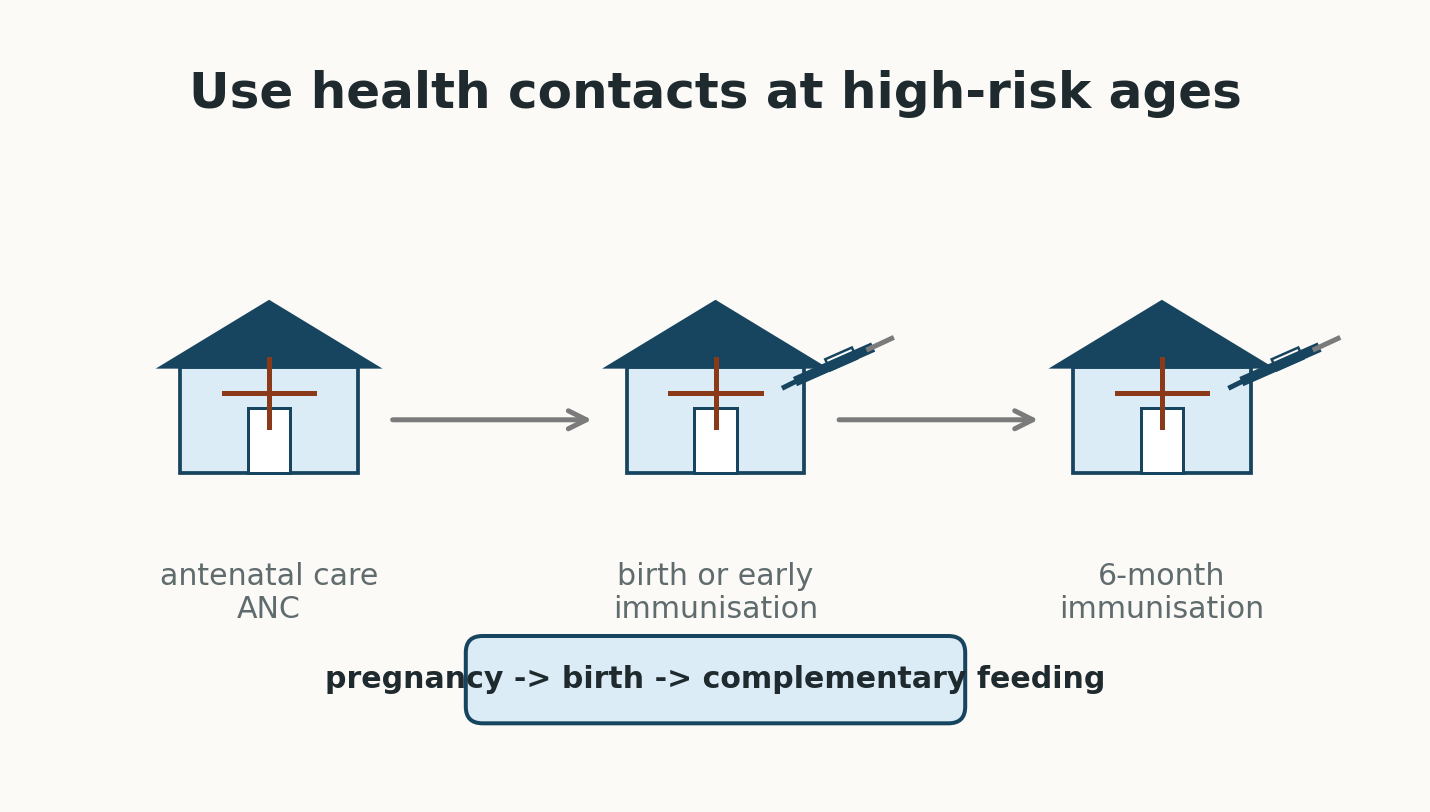 Use health contacts at high-risk ages
antenatal care
ANC
birth or early
immunisation
6-month
immunisation
pregnancy -> birth -> complementary feeding